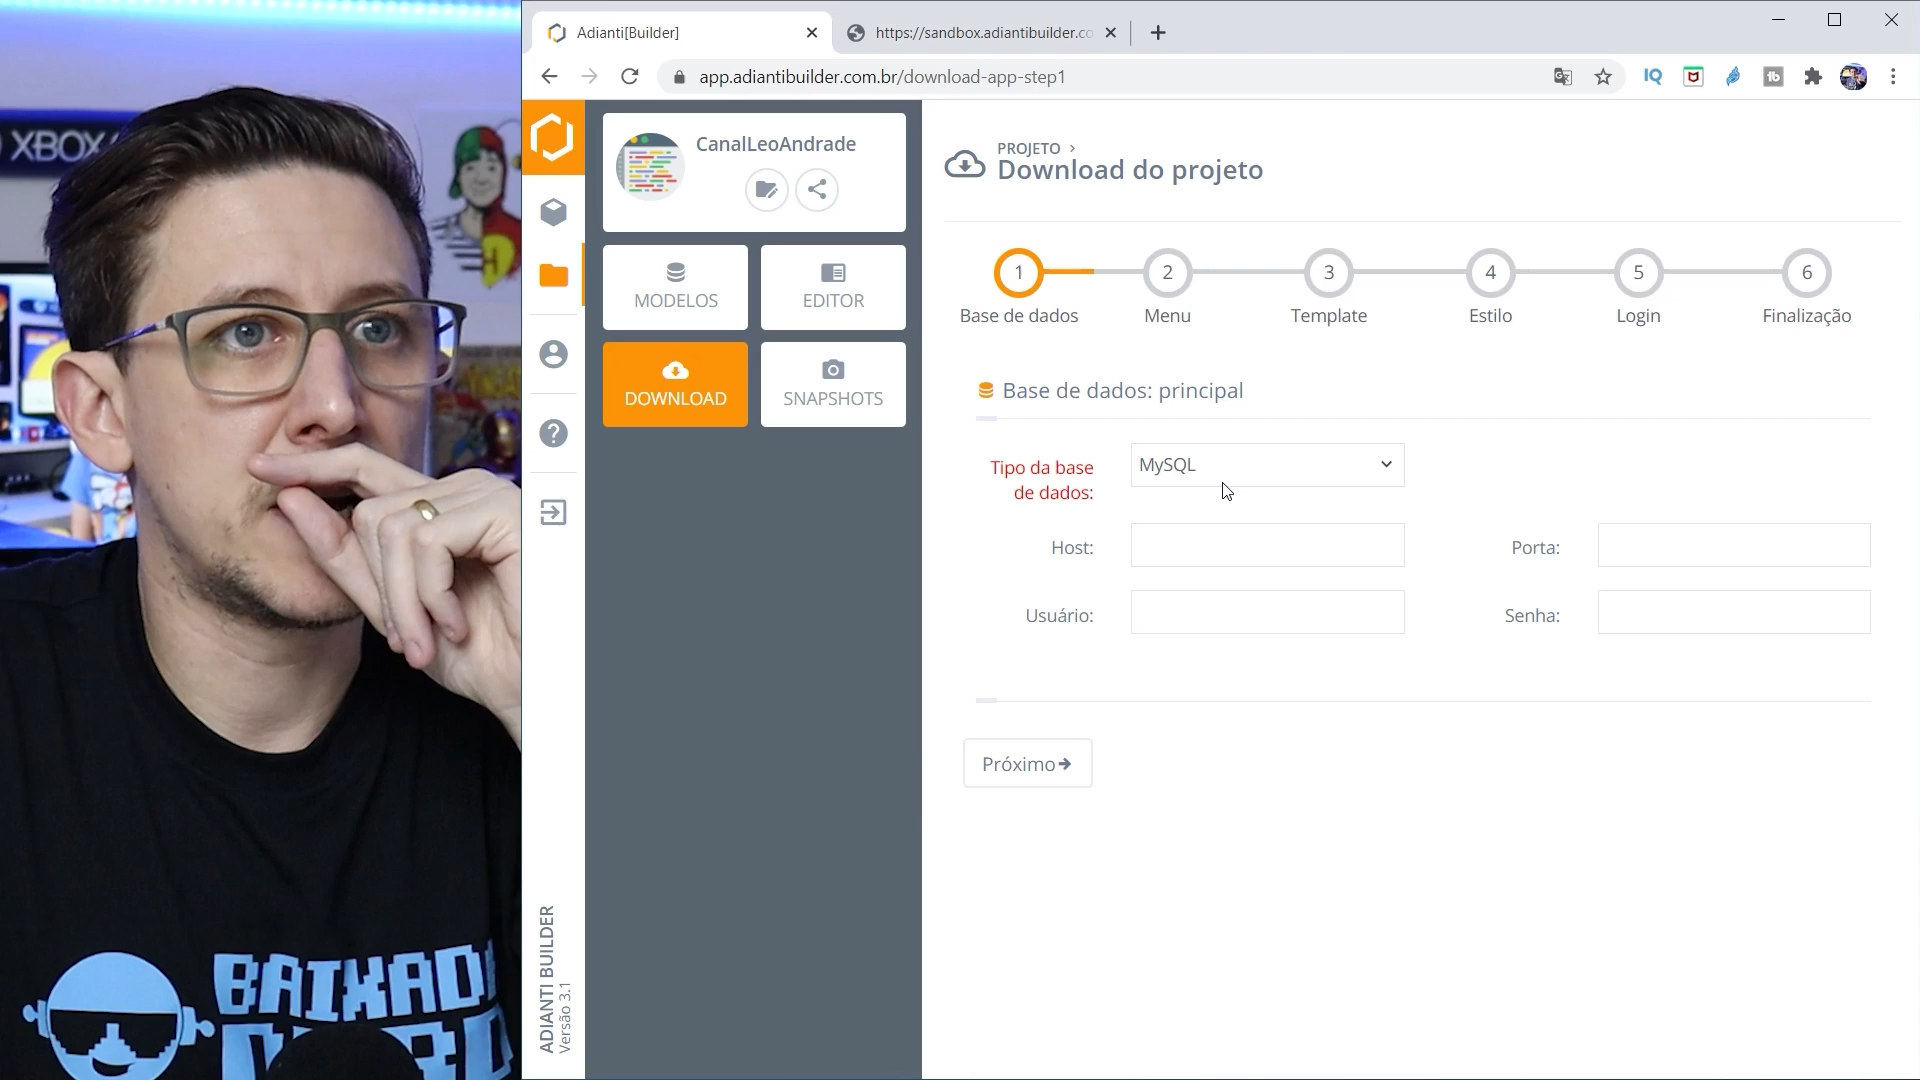 XBOX
BAIXADA
Adianti[Builder]
https://sandbox.adiantibuilder.co
app.adiantibuilder.com.br/download-app-step1
CanalLeoAndrade
MODELOS
EDITOR
DOWNLOAD
SNAPSHOTS
ADIANTI BUILDER
Versão 3.1
PROJETO >
Download do projeto
1
2
3
4
5
6
Base de dados
Menu
Template
Estilo
Login
Finalização
Base de dados: principal
Tipo da base
de dados:
MySQL
Host:
Porta:
Usuário:
Senha:
Próximo
IQ
tb